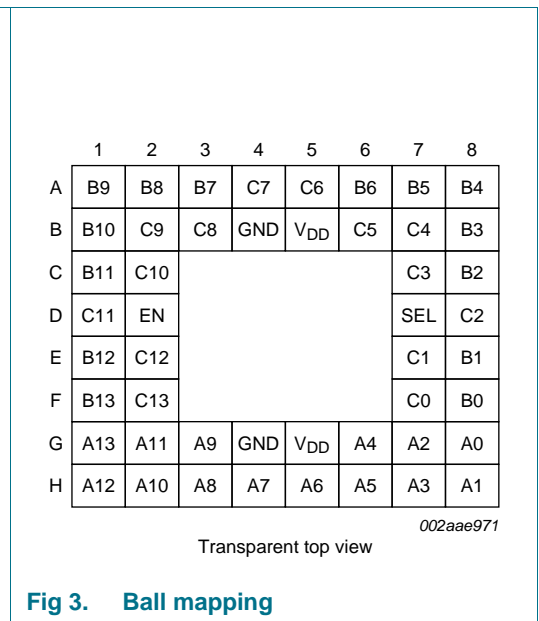 1 2 3 4 5 6 7 8
A B9 B8 B7 C7 C6 B6 B5 B4
B B10 C9 C8 GND VDD C5 C4 B3
C B11 C10 C3 B2
D C11 EN SEL C2
E B12 C12 C1 B1
F B13 C13 C0 B0
G A13 A11 A9 GND VDD A4 A2 A0
H A12 A10 A8 A7 A6 A5 A3 A1
002aae971
Transparent top view
Fig 3. Ball mapping